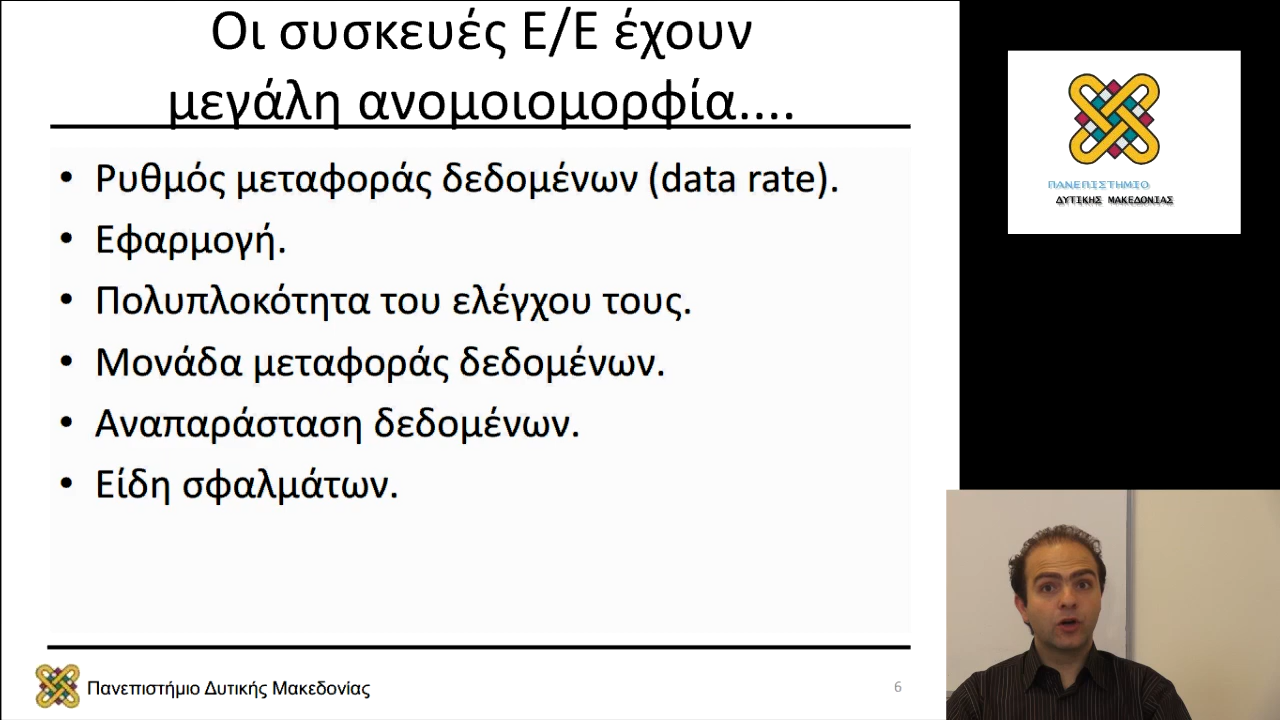 Οι συσκευές Ε/Ε έχουν
μεγάλη ανομοιομορφία....
• Ρυθμός μεταφοράς δεδομένων (data rate).
• Εφαρμογή.
• Πολυπλοκότητα του ελέγχου τους.
• Μονάδα μεταφοράς δεδομένων.
• Αναπαράσταση δεδομένων.
• Είδη σφαλμάτων.
Πανεπιστήμιο Δυτικής Μακεδονίας
6
ΠΑΝΕΠΙΣΤΗΜΙΟ
ΔΥΤΙΚΗΣ ΜΑΚΕΔΟΝΙΑΣ